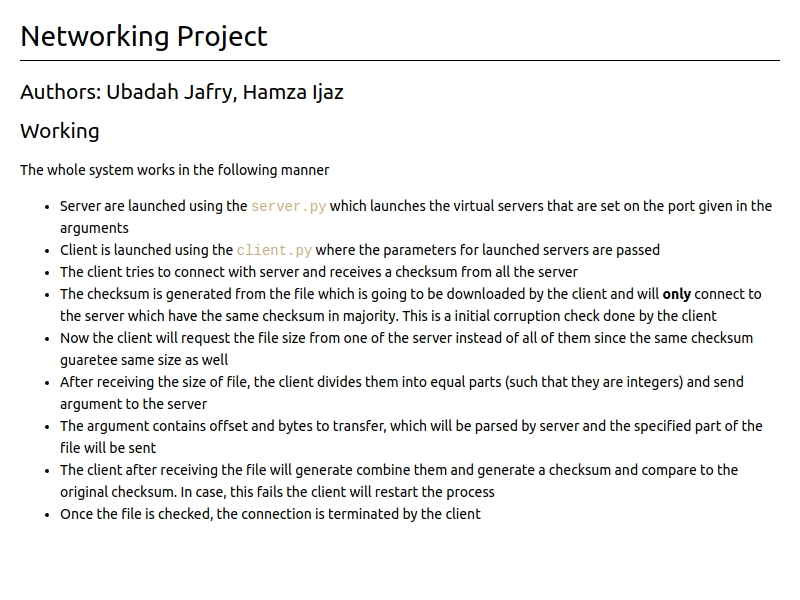 Networking Project
Authors: Ubadah Jafry, Hamza Ijaz
Working
The whole system works in the following manner
• Server are launched using the server.py which launches the virtual servers that are set on the port given in the
arguments
• Client is launched using the client.py where the parameters for launched servers are passed
• The client tries to connect with server and receives a checksum from all the server
• The checksum is generated from the file which is going to be downloaded by the client and will only connect to
the server which have the same checksum in majority. This is a initial corruption check done by the client
• Now the client will request the file size from one of the server instead of all of them since the same checksum
guaretee same size as well
• After receiving the size of file, the client divides them into equal parts (such that they are integers) and send
argument to the server
• The argument contains offset and bytes to transfer, which will be parsed by server and the specified part of the
file will be sent
• The client after receiving the file will generate combine them and generate a checksum and compare to the
original checksum. In case, this fails the client will restart the process
• Once the file is checked, the connection is terminated by the client